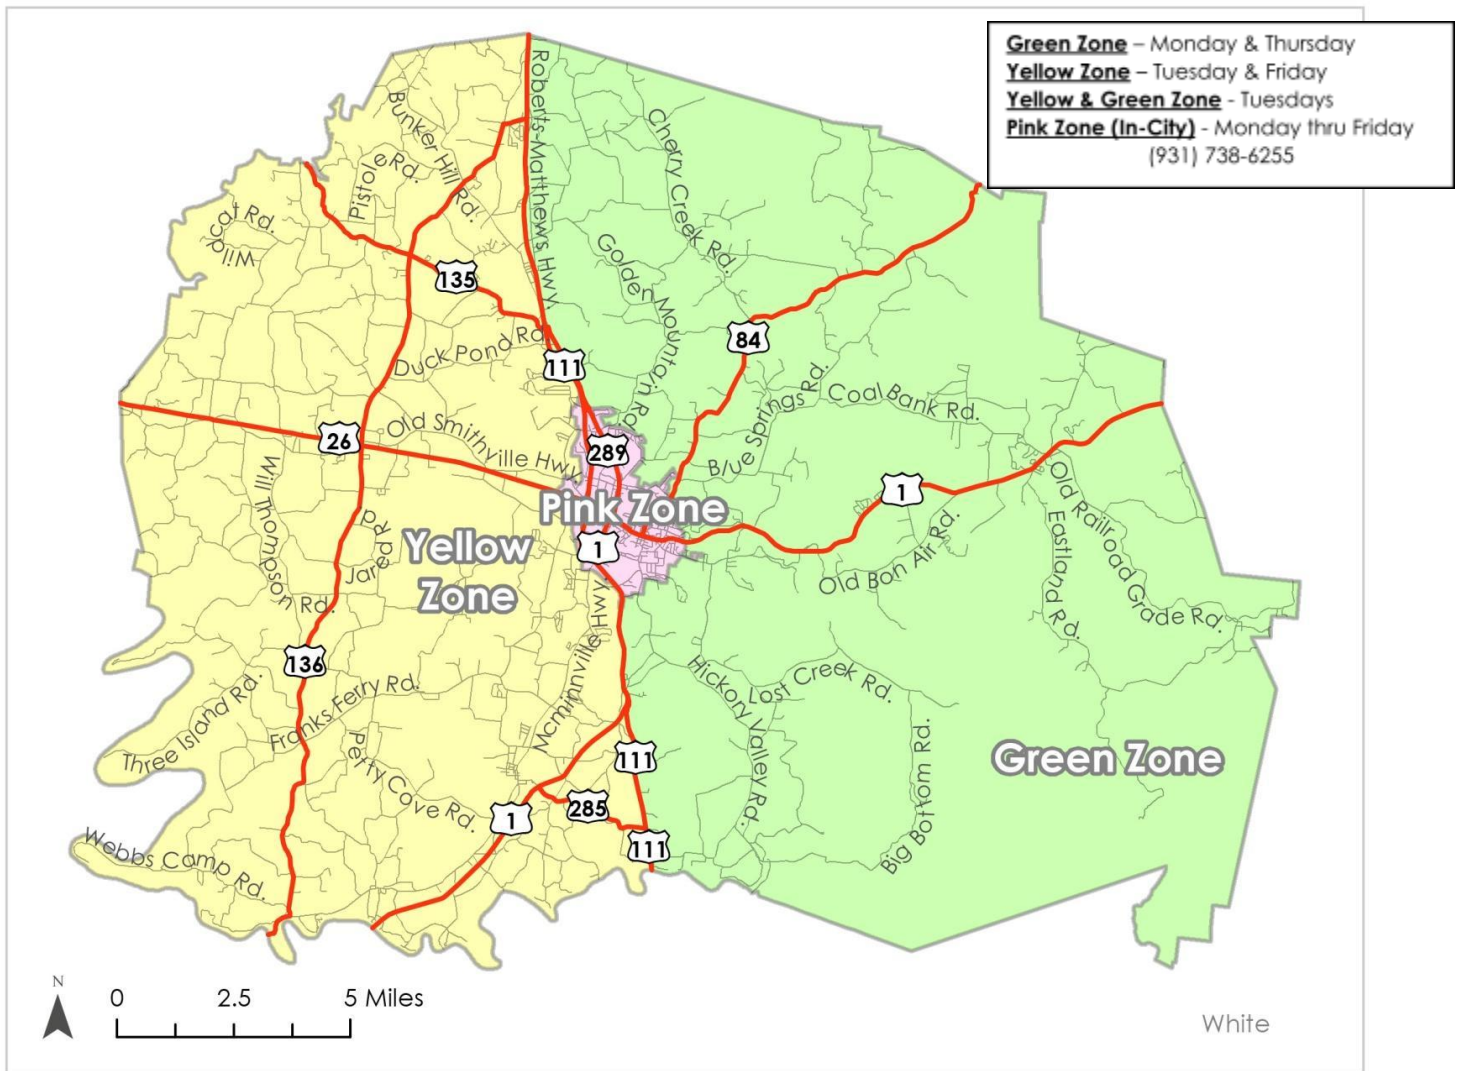 Green Zone – Monday & Thursday
Yellow Zone – Tuesday & Friday
Yellow & Green Zone - Tuesdays
Pink Zone (In-City) - Monday thru Friday
(931) 738-6255
Roberts-Matthews Hwy.
Bunker Hill Rd.
Pistole Rd.
Wildcat Rd.
Cherry Creek Rd.
Golden Mountain Rd.
135
84
111
Duck Pond Rd.
Blue Springs Rd.
Coal Bank Rd.
26
Old Smithville Hwy.
289
1
Pink Zone
Will Thompson Rd.
Jared Rd.
Yellow
Zone
1
Old Bon Air Rd.
Old Railroad Grade Rd.
Eastland Rd.
136
Mcminnville Hwy.
Hickory Valley Rd.
Lost Creek Rd.
Three Island Rd.
Franks Ferry Rd.
Petty Cove Rd.
Big Bottom Rd.
Green Zone
111
285
1
111
Webbs Camp Rd.
N
0 2.5 5 Miles
White